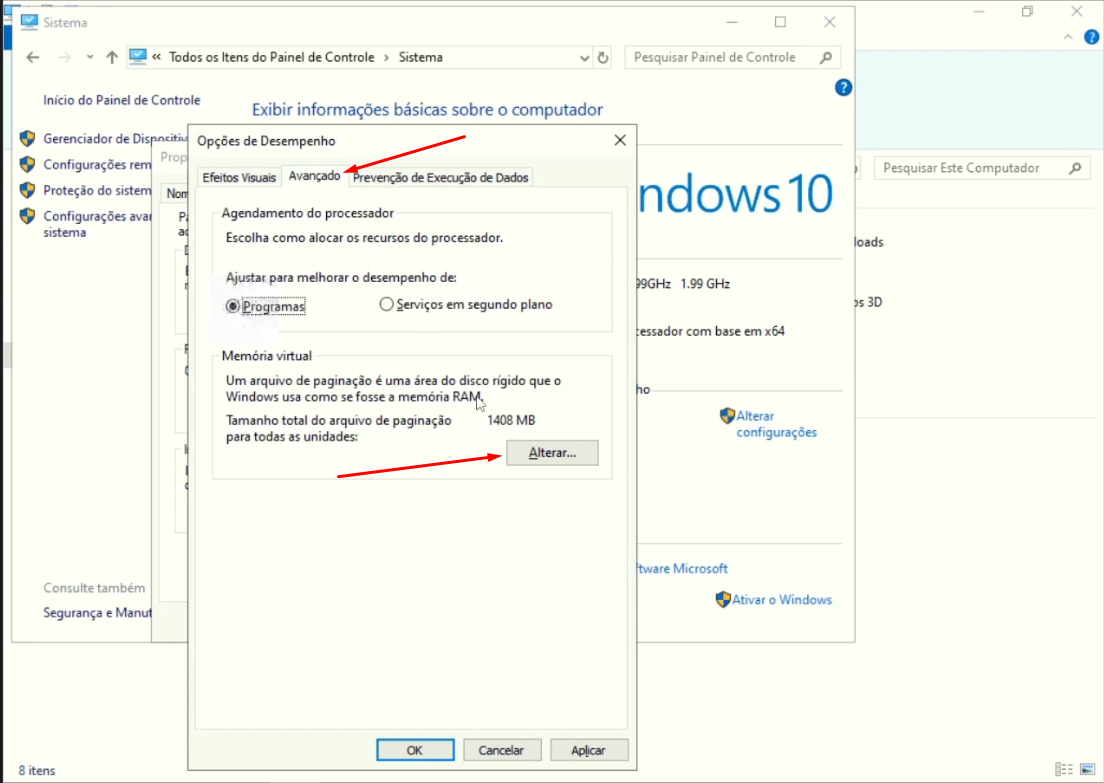 Sistema
« Todos os Itens do Painel de Controle › Sistema
Pesquisar Painel de Controle
Início do Painel de Controle
Gerenciador de Dispositiv
Configurações rem
Proteção do sistem
Configurações ava
sistema
Exibir informações básicas sobre o computador
Prop
Nom
Opções de Desempenho
Efeitos Visuais
Avançado
Prevenção de Execução de Dados
Agendamento do processador
Escolha como alocar os recursos do processador.
Ajustar para melhorar o desempenho de:
Programas
Serviços em segundo plano
Memória virtual
Um arquivo de paginação é uma área do disco rígido que o
Windows usa como se fosse a memória RAM.
Tamanho total do arquivo de paginação
para todas as unidades:
1408 MB
Alterar...
OK
Cancelar
Aplicar
ndows 10
99GHz 1.99 GHz
essador com base em x64
ho
Alterar
configurações
ftware Microsoft
Ativar o Windows
Consulte também
Segurança e Manut
Pesquisar Este Computador
loads
s 3D
8 itens